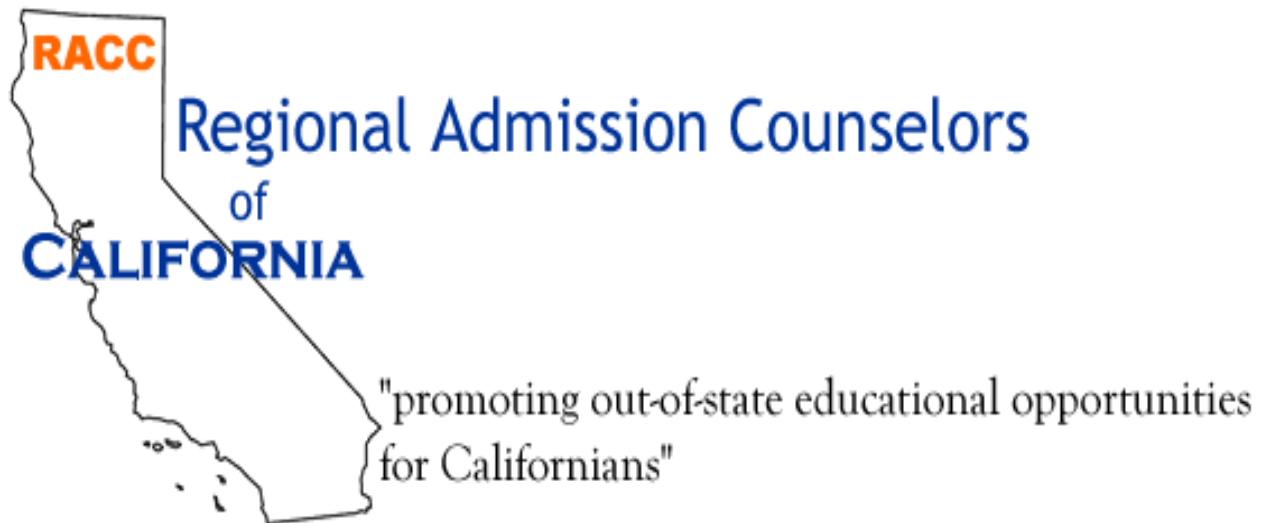 RACC
Regional Admission Counselors
of
CALIFORNIA
"promoting out-of-state educational opportunities
for Californians"